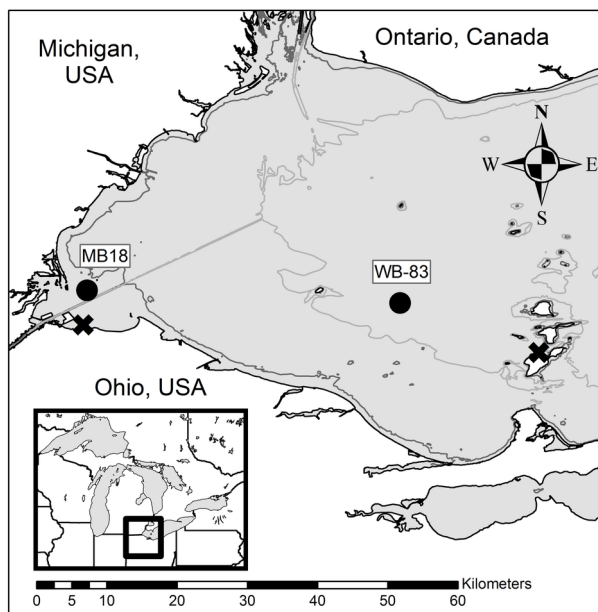 Michigan,
USA
Ontario, Canada
N
W E
S
MB18
WB-83
Ohio, USA
Kilometers
0 5 10 20 30 40 50 60